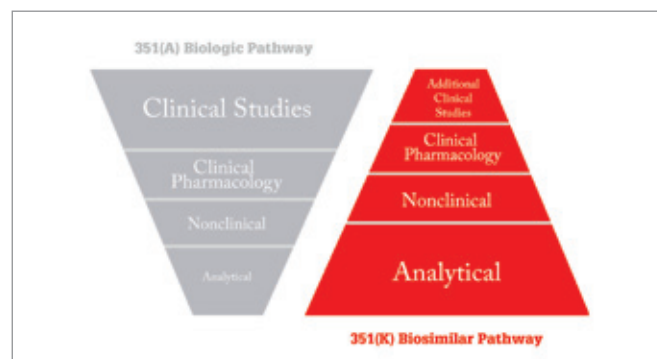 351(A) Biologic Pathway
Clinical Studies
Clinical
Pharmacology
Nonclinical
Analytical
Additional
Clinical
Studies
Clinical
Pharmacology
Nonclinical
Analytical
351(K) Biosimilar Pathway